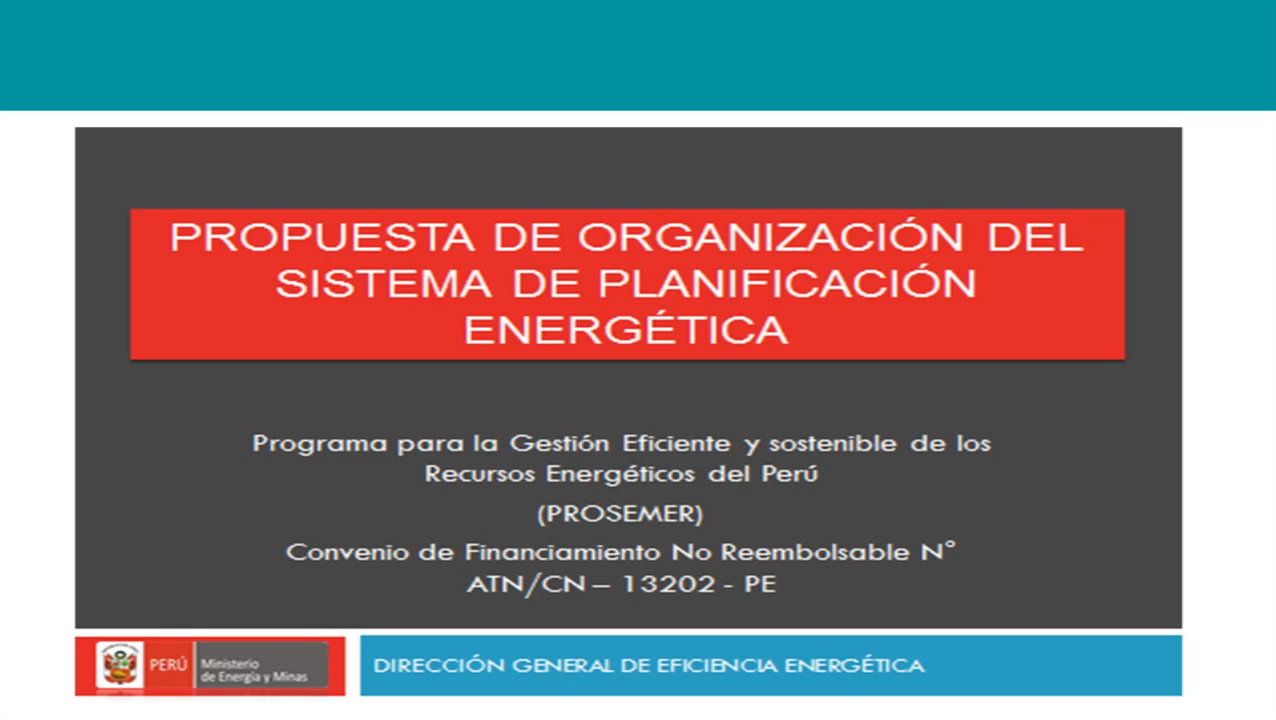 PROPUESTA DE ORGANIZACIÓN DEL
SISTEMA DE PLANIFICACIÓN
ENERGÉTICA
Programa para la Gestión Eficiente y sostenible de los
Recursos Energéticos del Perú
(PROSEMER)
Convenio de Financiamiento No Reembolsable N°
ATN/CN – 13202 - PE
PERÚ
Ministerio
de Energía y Minas
DIRECCIÓN GENERAL DE EFICIENCIA ENERGÉTICA